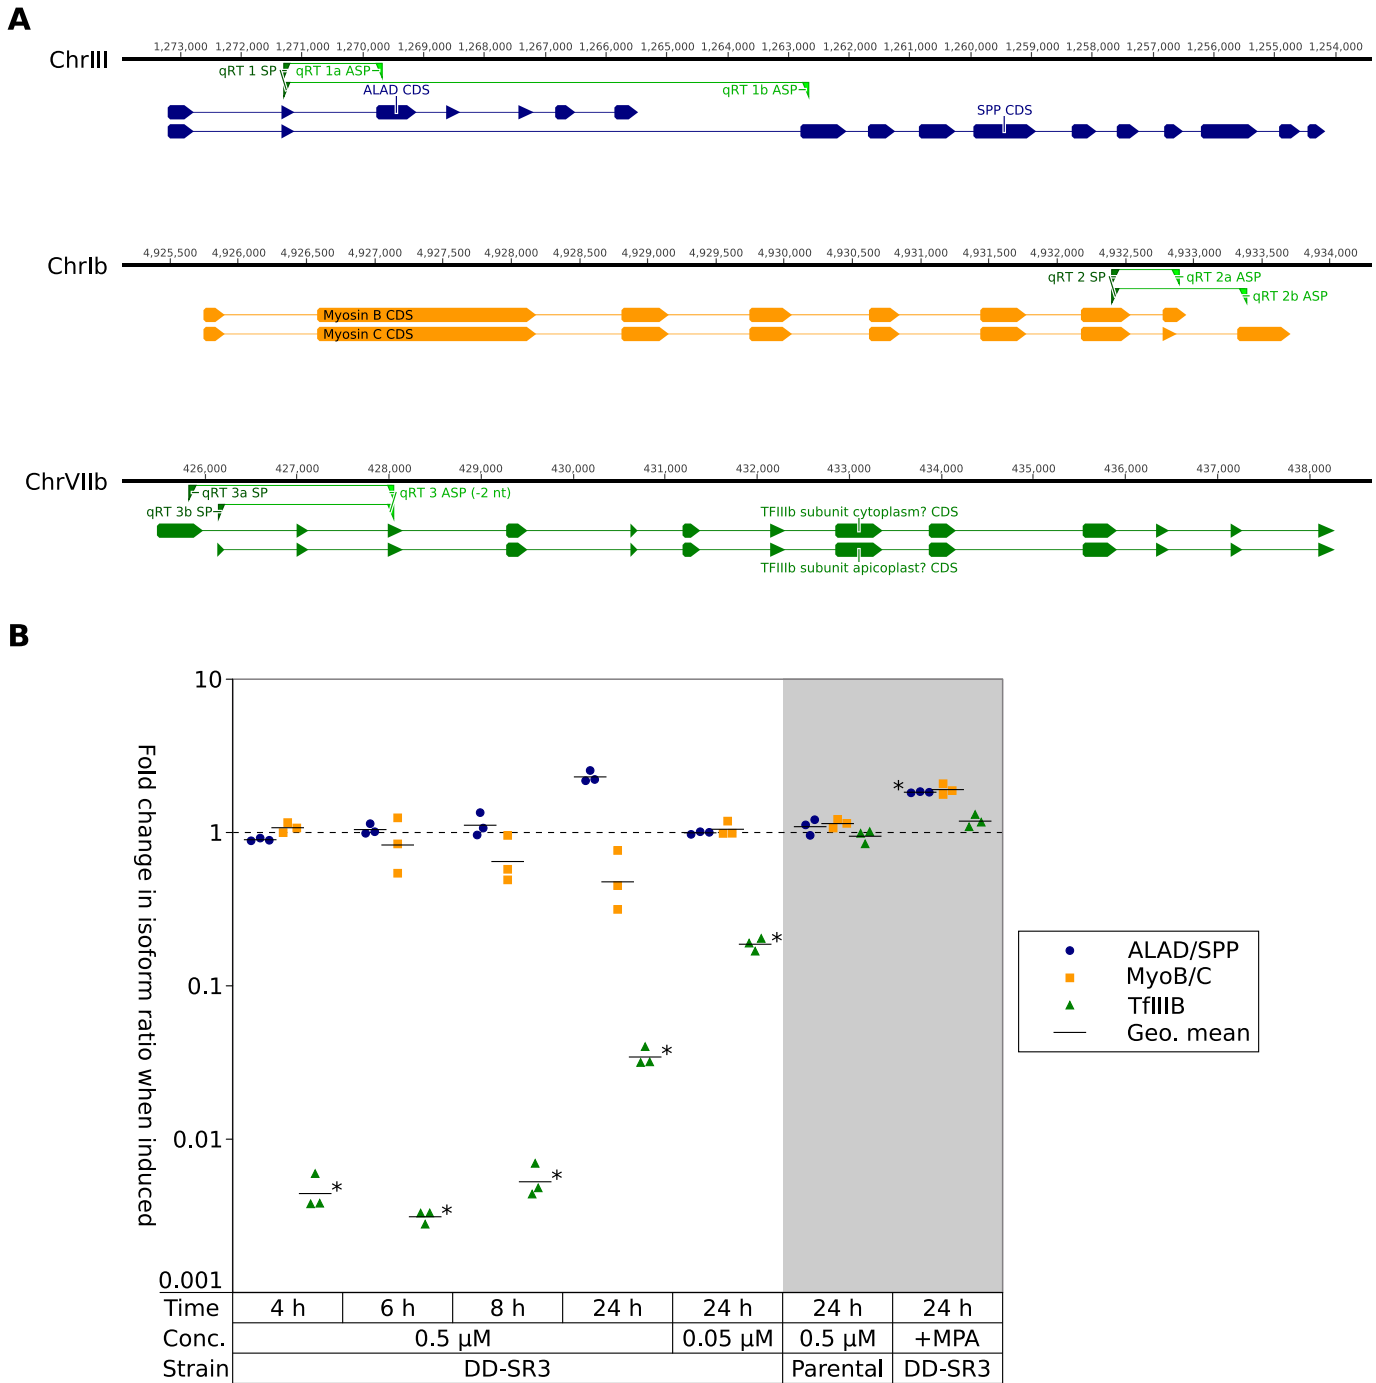 A
1,273,000 1,272,000 1,271,000 1,270,000 1,269,000 1,268,000 1,267,000 1,266,000 1,265,000 1,264,000 1,263,000 1,262,000 1,261,000 1,260,000 1,259,000 1,258,000 1,257,000 1,256,000 1,255,000 1,254,000
ChrIII
qRT 1 SP qRT 1a ASP
ALAD CDS qRT 1b ASP
SPP CDS
4,925,500 4,926,000 4,926,500 4,927,000 4,927,500 4,928,000 4,928,500 4,929,000 4,929,500 4,930,000 4,930,500 4,931,000 4,931,500 4,932,000 4,932,500 4,933,000 4,933,500 4,934,000
ChrIb
qRT 2 SP qRT 2a ASP
qRT 2b ASP
Myosin B CDS
Myosin C CDS
426,000 427,000 428,000 429,000 430,000 431,000 432,000 433,000 434,000 435,000 436,000 437,000 438,000
ChrVIIb
qRT 3a SP qRT 3 ASP (-2 nt)
qRT 3b SP TFIIIb subunit cytoplasm? CDS
TFIIIb subunit apicoplast? CDS
B
Fold change in isoform ratio when induced
10
1
0.1
0.01
0.001
*
*
*
*
*
*
ALAD/SPP
MyoB/C
TfIIIB
Geo. mean
Time 4 h 6 h 8 h 24 h 24 h 24 h 24 h
Conc. 0.5 μM 0.05 μM 0.5 μM +MPA
Strain DD-SR3 Parental DD-SR3